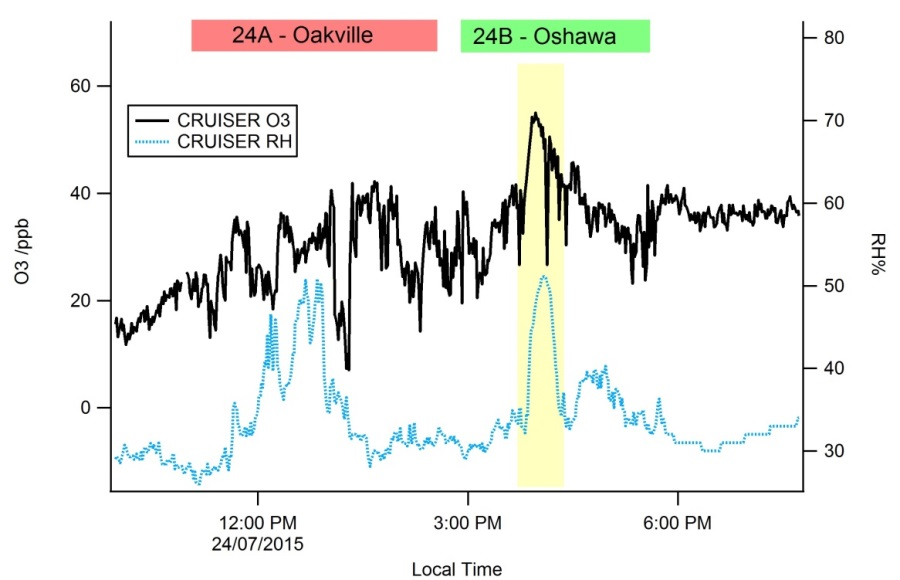 24A - Oakville
24B - Oshawa
80
60
CRUISER O3
CRUISER RH
70
40
60
O3 /ppb
RH%
50
20
40
0
30
12:00 PM
3:00 PM
6:00 PM
24/07/2015
Local Time